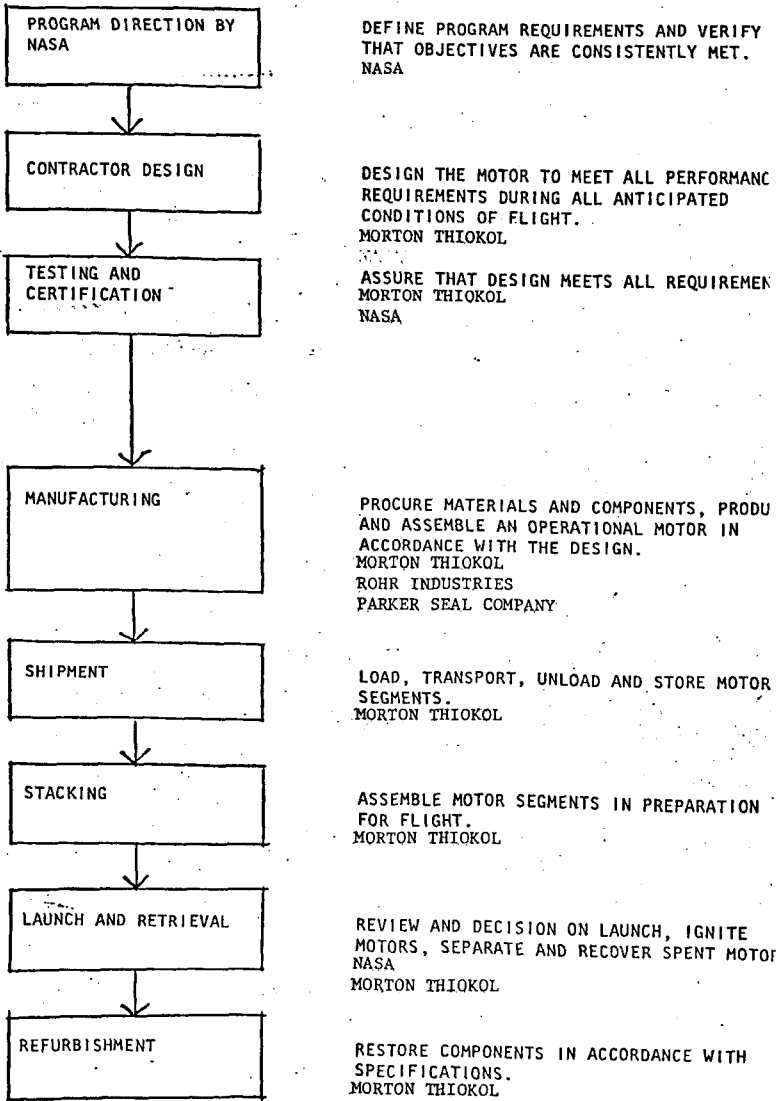 PROGRAM DIRECTION BY
NASA
DEFINE PROGRAM REQUIREMENTS AND VERIFY
THAT OBJECTIVES ARE CONSISTENTLY MET.
NASA
CONTRACTOR DESIGN
DESIGN THE MOTOR TO MEET ALL PERFORMANC
REQUIREMENTS DURING ALL ANTICIPATED
CONDITIONS OF FLIGHT.
MORTON THIOKOL
TESTING AND
CERTIFICATION
ASSURE THAT DESIGN MEETS ALL REQUIREMEN
MORTON THIOKOL
NASA
MANUFACTURING
PROCURE MATERIALS AND COMPONENTS, PRODU
AND ASSEMBLE AN OPERATIONAL MOTOR IN
ACCORDANCE WITH THE DESIGN.
MORTON THIOKOL
ROHR INDUSTRIES
PARKER SEAL COMPANY
SHIPMENT
LOAD, TRANSPORT, UNLOAD AND STORE MOTOR
SEGMENTS.
MORTON THIOKOL
STACKING
ASSEMBLE MOTOR SEGMENTS IN PREPARATION
FOR FLIGHT.
MORTON THIOKOL
LAUNCH AND RETRIEVAL
REVIEW AND DECISION ON LAUNCH, IGNITE
MOTORS, SEPARATE AND RECOVER SPENT MOTOR
NASA
MORTON THIOKOL
REFURBISHMENT
RESTORE COMPONENTS IN ACCORDANCE WITH
SPECIFICATIONS.
MORTON THIOKOL